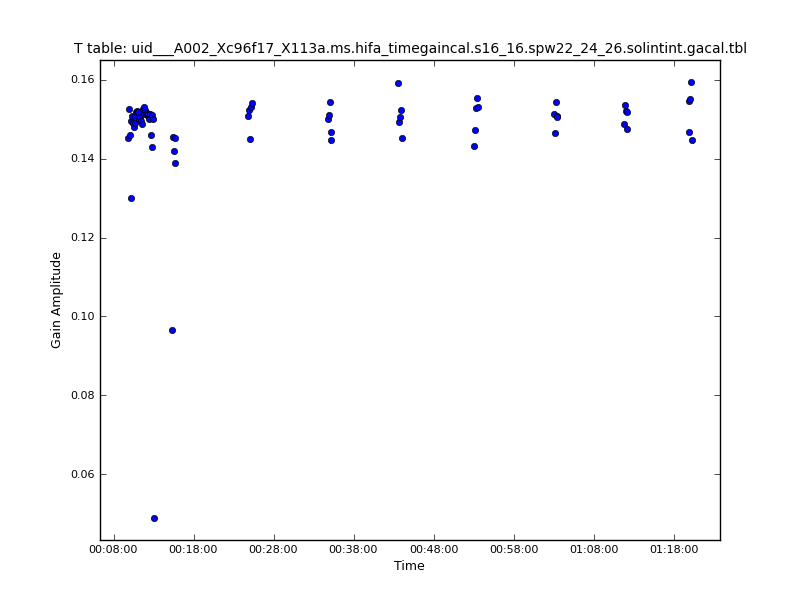 T table: uid___A002_Xc96f17_X113a.ms.hifa_timegaincal.s16_16.spw22_24_26.solintint.gacal.tbl
0.16
0.14
0.12
0.10
0.08
0.06
Gain Amplitude
00:08:00 00:18:00 00:28:00 00:38:00 00:48:00 00:58:00 01:08:00 01:18:00
Time